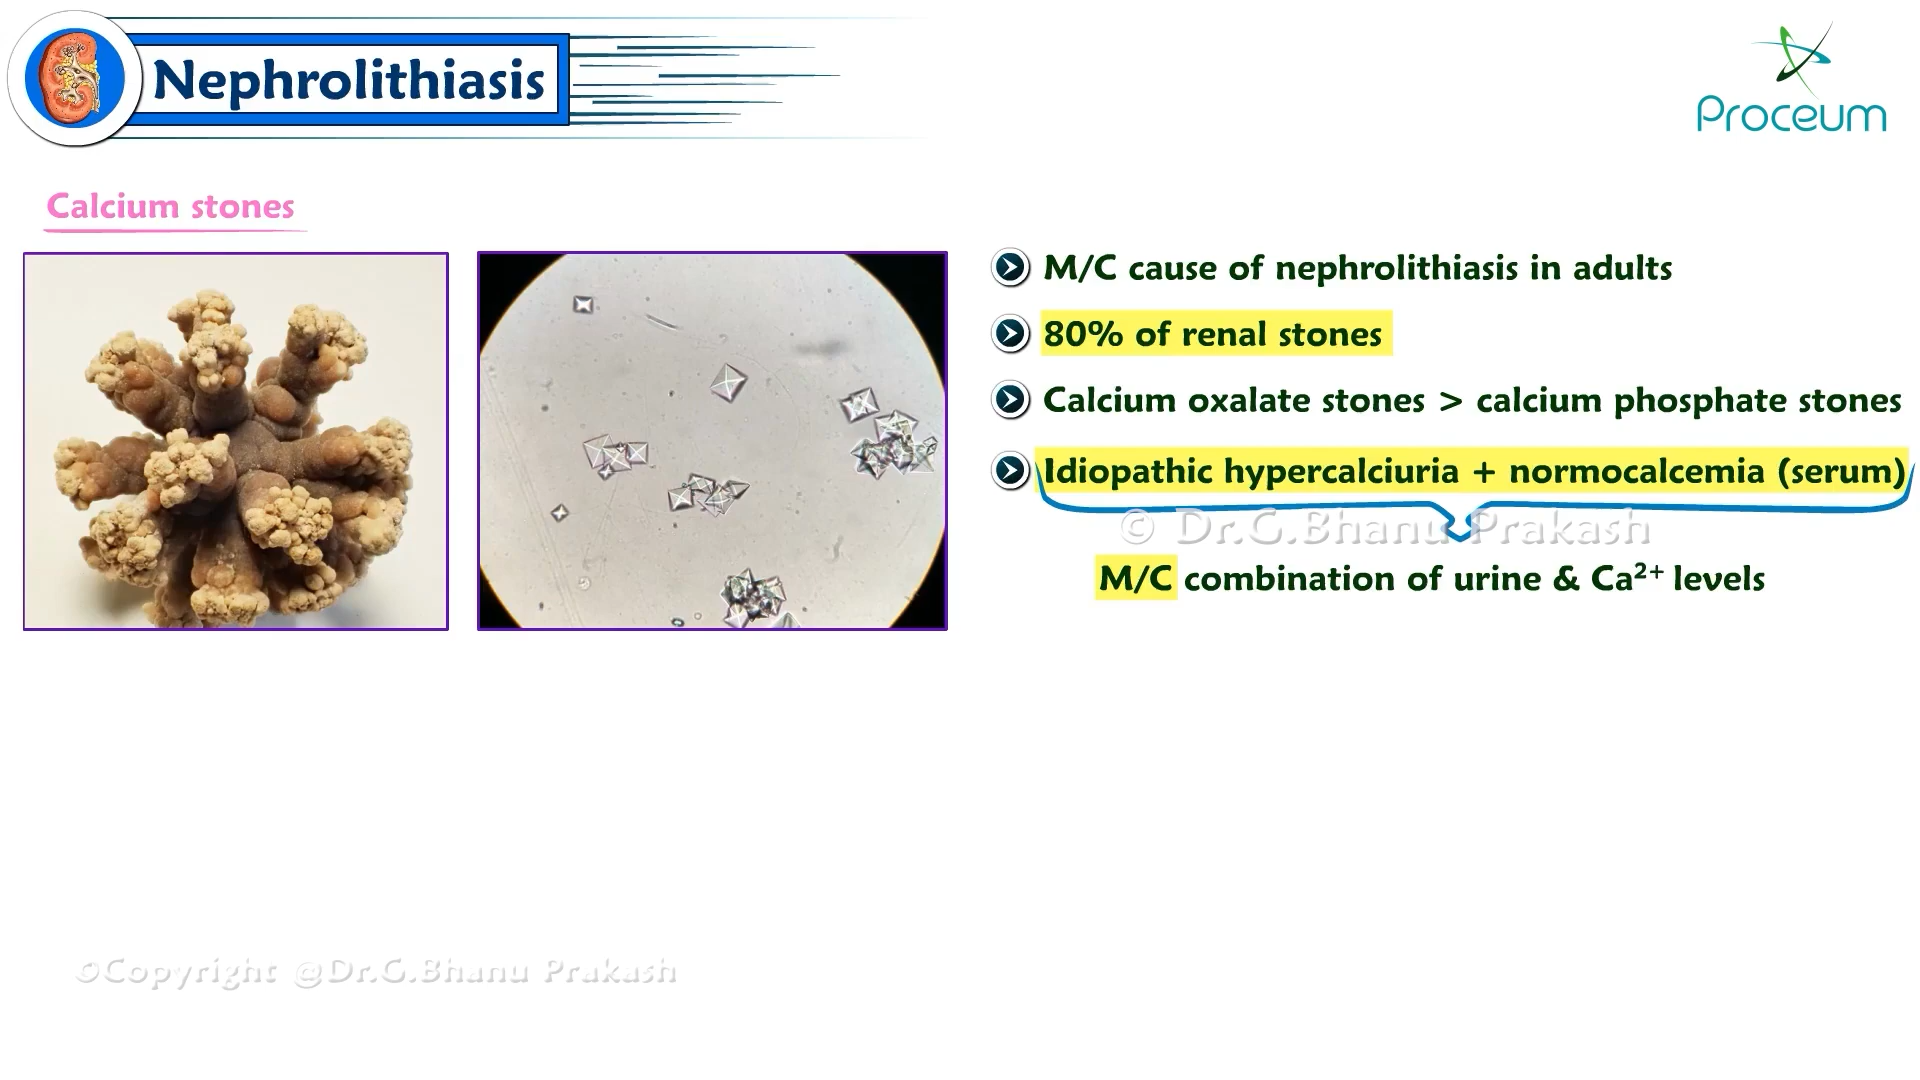 Nephrolithiasis
Proceum
Calcium stones
M/C cause of nephrolithiasis in adults
80% of renal stones
Calcium oxalate stones > calcium phosphate stones
Idiopathic hypercalciuria + normocalcemia (serum)
© Dr.G.Bhanu Prakash
M/C combination of urine & Ca²⁺ levels
©Copyright @Dr.G.Bhanu Prakash